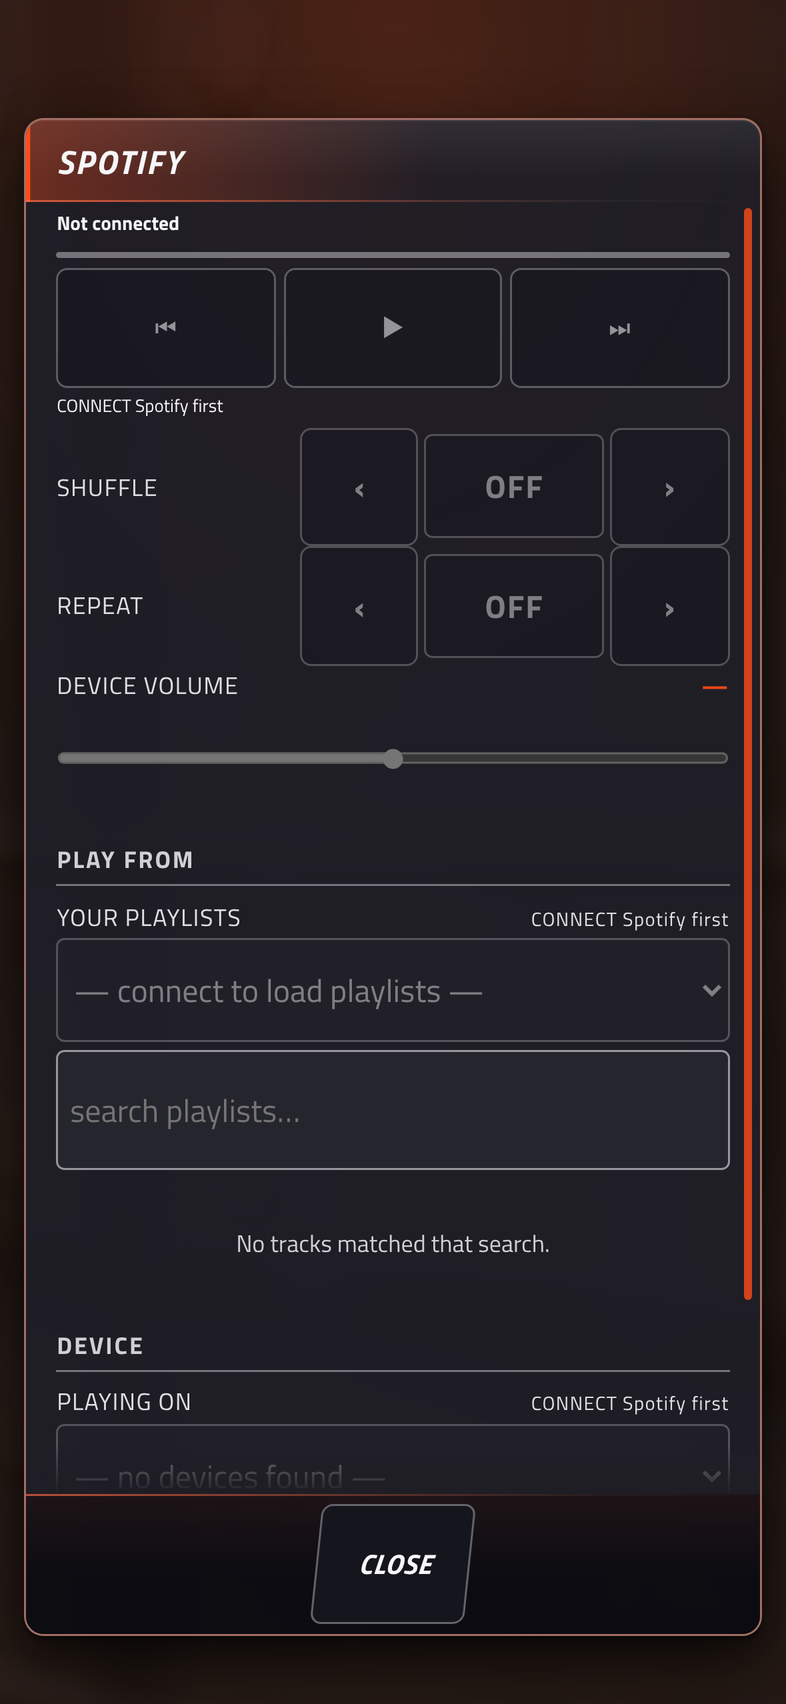 SPOTIFY
Not connected
CONNECT Spotify first
SHUFFLE ‹ OFF ›
REPEAT ‹ OFF ›
DEVICE VOLUME —
PLAY FROM
YOUR PLAYLISTS CONNECT Spotify first
— connect to load playlists —
search playlists...
No tracks matched that search.
DEVICE
PLAYING ON CONNECT Spotify first
— no devices found —
CLOSE